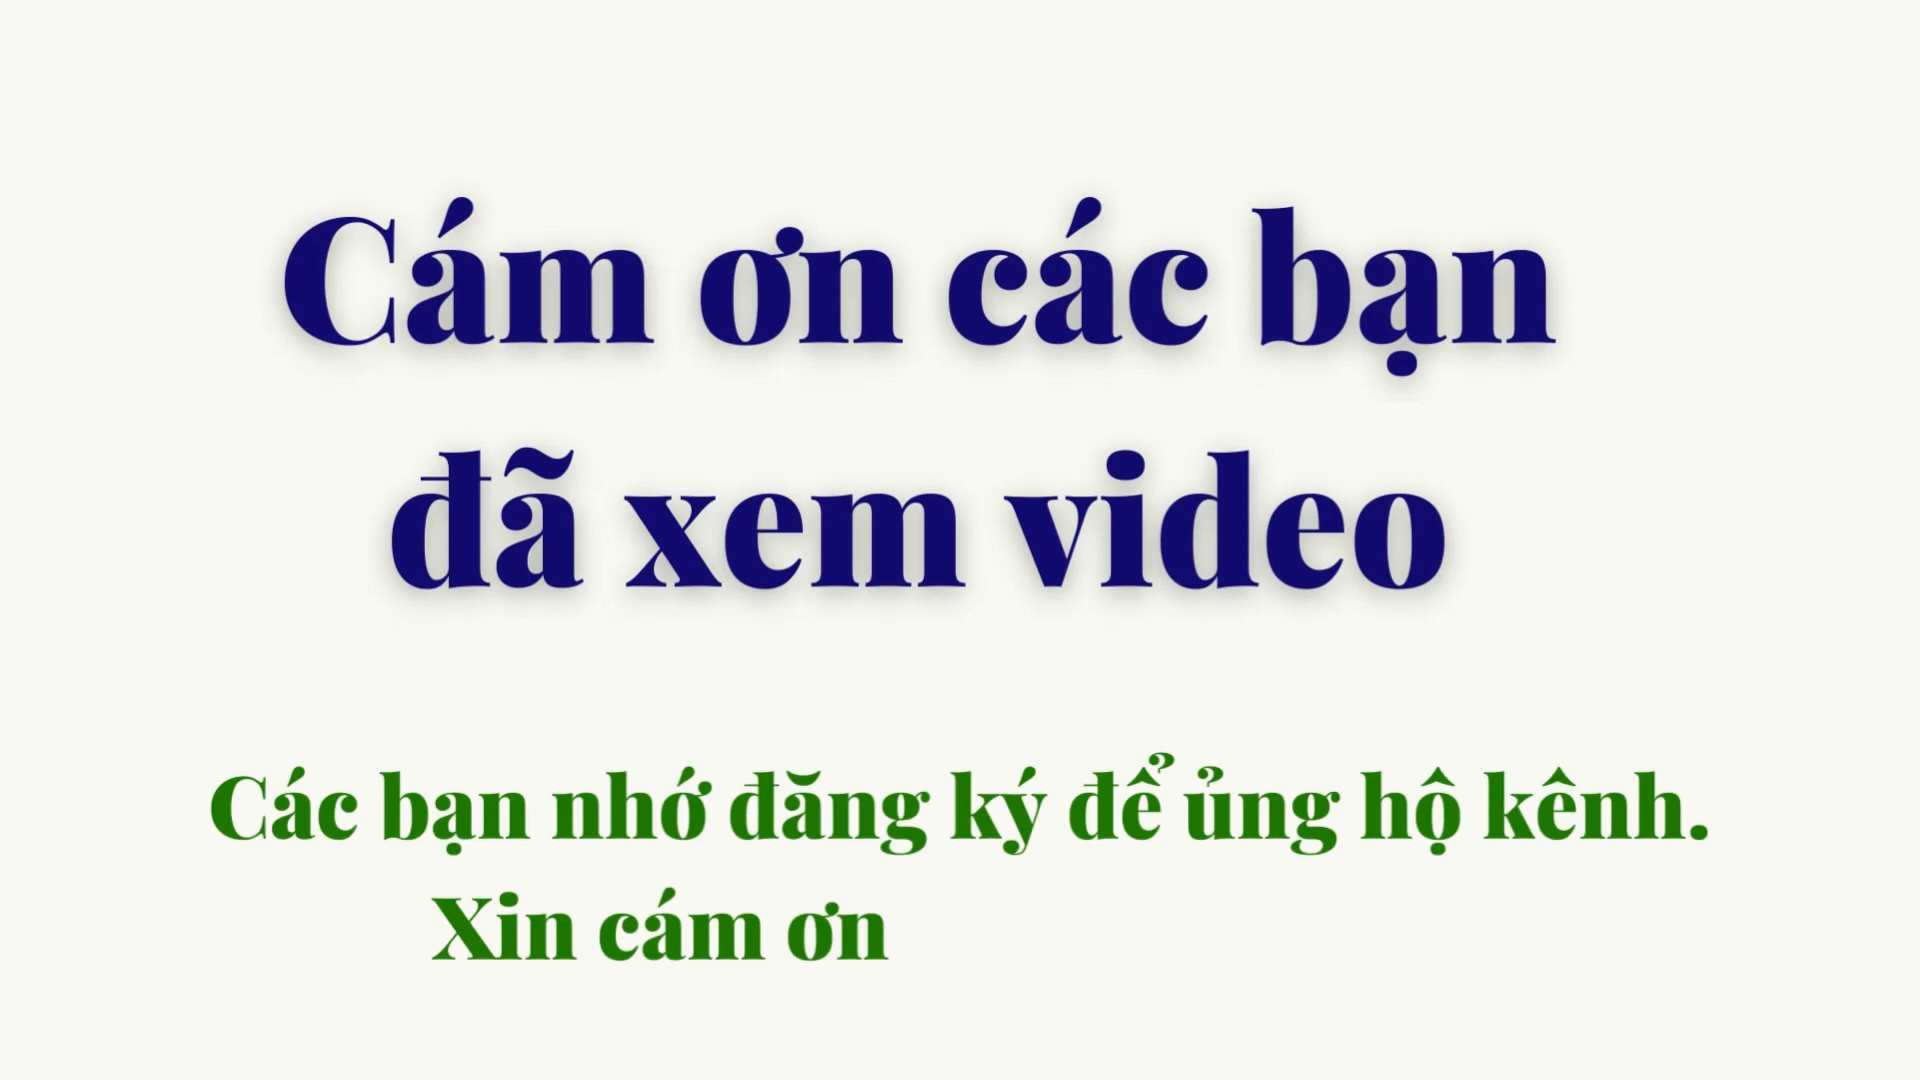 Cám ơn các bạn
đã xem video
Các bạn nhớ đăng ký để ủng hộ kênh.
Xin cám ơn